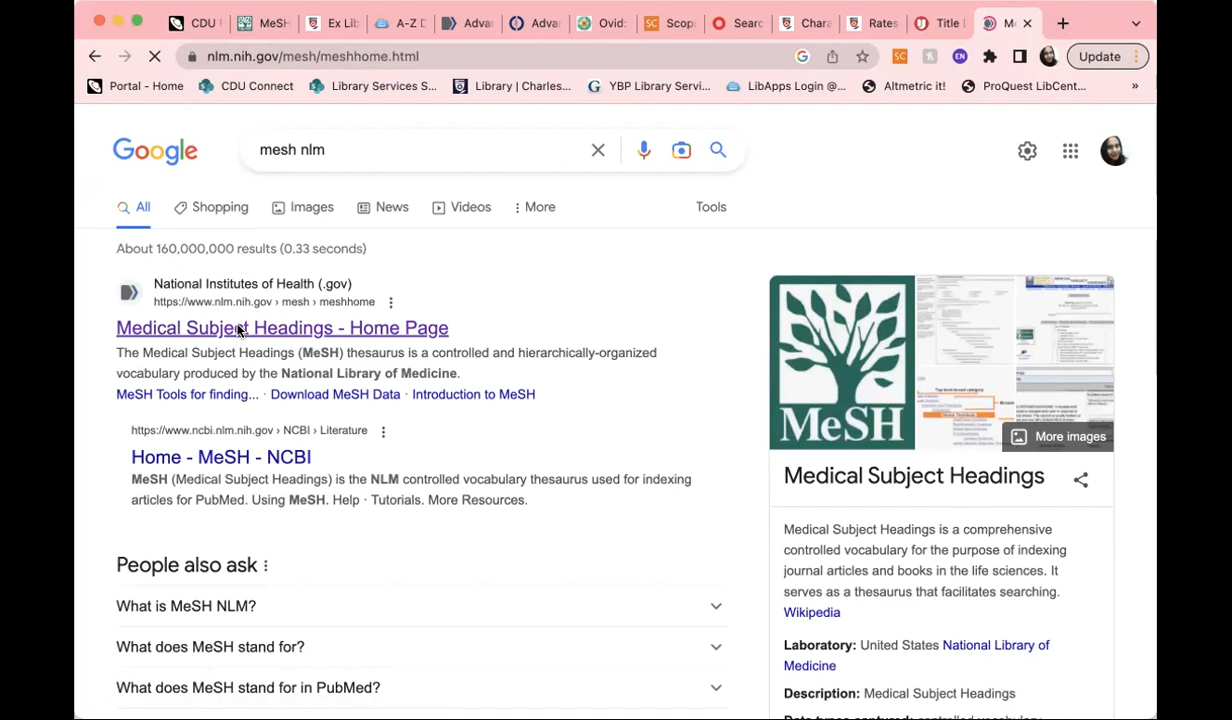 CDU
MeSH
Ex Lib
A-Z D
Advan
Advan
Ovid:
Scop
Searc
Chara
Rates
Title
Me
nlm.nih.gov/mesh/meshhome.html
Update
Portal - Home
CDU Connect
Library Services S...
Library | Charles...
YBP Library Servi...
LibApps Login @...
Altmetric it!
ProQuest LibCent...
»
Google
mesh nlm
All
Shopping
Images
News
Videos
More
Tools
About 160,000,000 results (0.33 seconds)
National Institutes of Health (.gov)
https://www.nlm.nih.gov › mesh › meshhome
Medical Subject Headings - Home Page
The Medical Subject Headings (MeSH) thesaurus is a controlled and hierarchically-organized
vocabulary produced by the National Library of Medicine.
MeSH Tools for finding... · Download MeSH Data · Introduction to MeSH
https://www.ncbi.nlm.nih.gov › NCBI › Literature
Home - MeSH - NCBI
MeSH (Medical Subject Headings) is the NLM controlled vocabulary thesaurus used for indexing
articles for PubMed. Using MeSH. Help · Tutorials. More Resources.
People also ask
What is MeSH NLM?
What does MeSH stand for?
What does MeSH stand for in PubMed?
MeSH
More images
Medical Subject Headings
Medical Subject Headings is a comprehensive
controlled vocabulary for the purpose of indexing
journal articles and books in the life sciences. It
serves as a thesaurus that facilitates searching.
Wikipedia
Laboratory: United States National Library of
Medicine
Description: Medical Subject Headings